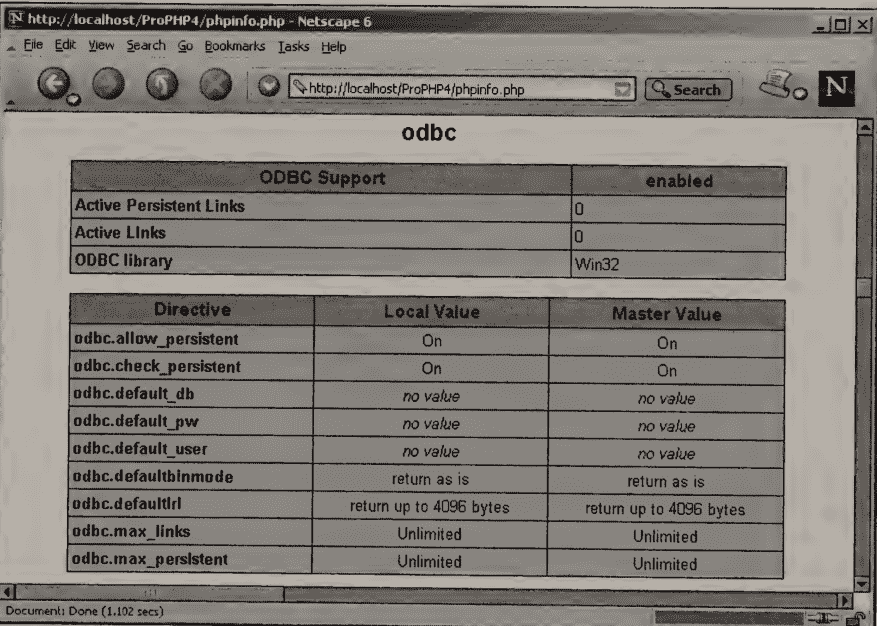 http://localhost/ProPHP4/phpinfo.php - Netscape 6
File Edit View Search Go Bookmarks Tasks Help
http://localhost/ProPHP4/phpinfo.php Search N
odbc
ODBC Support enabled
Active Persistent Links 0
Active Links 0
ODBC library Win32
Directive Local Value Master Value
odbc.allow_persistent On On
odbc.check_persistent On On
odbc.default_db no value no value
odbc.default_pw no value no value
odbc.default_user no value no value
odbc.defaultbinmode return as is return as is
odbc.defaultlrl return up to 4096 bytes return up to 4096 bytes
odbc.max_links Unlimited Unlimited
odbc.max_persistent Unlimited Unlimited
Document: Done (1.102 secs)